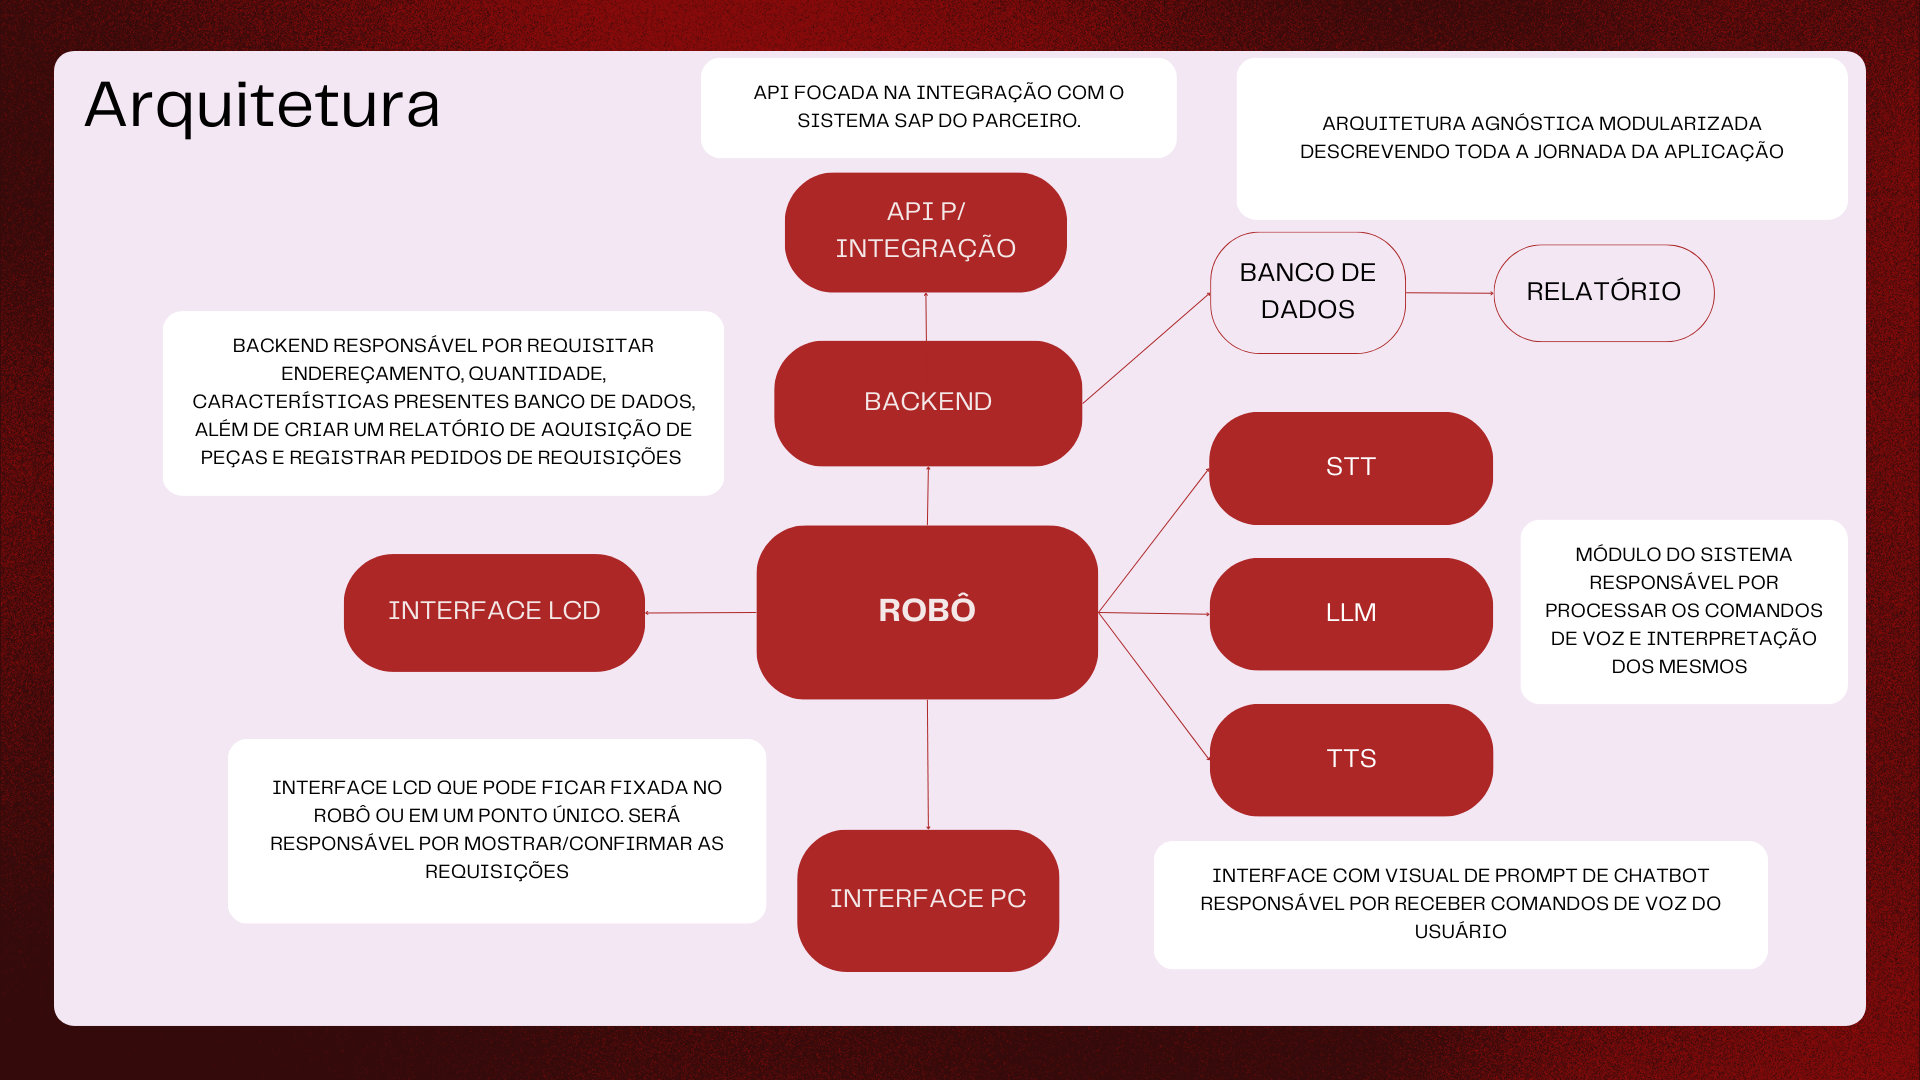 Arquitetura
API FOCADA NA INTEGRAÇÃO COM O
SISTEMA SAP DO PARCEIRO.
ARQUITETURA AGNÓSTICA MODULARIZADA
DESCREVENDO TODA A JORNADA DA APLICAÇÃO
API P/
INTEGRAÇÃO
BANCO DE
DADOS
RELATÓRIO
BACKEND RESPONSÁVEL POR REQUISITAR
ENDEREÇAMENTO, QUANTIDADE,
CARACTERÍSTICAS PRESENTES BANCO DE DADOS,
ALÉM DE CRIAR UM RELATÓRIO DE AQUISIÇÃO DE
PEÇAS E REGISTRAR PEDIDOS DE REQUISIÇÕES
BACKEND
STT
INTERFACE LCD
ROBÔ
LLM
MÓDULO DO SISTEMA
RESPONSÁVEL POR
PROCESSAR OS COMANDOS
DE VOZ E INTERPRETAÇÃO
DOS MESMOS
TTS
INTERFACE LCD QUE PODE FICAR FIXADA NO
ROBÔ OU EM UM PONTO ÚNICO. SERÁ
RESPONSÁVEL POR MOSTRAR/CONFIRMAR AS
REQUISIÇÕES
INTERFACE PC
INTERFACE COM VISUAL DE PROMPT DE CHATBOT
RESPONSÁVEL POR RECEBER COMANDOS DE VOZ DO
USUÁRIO